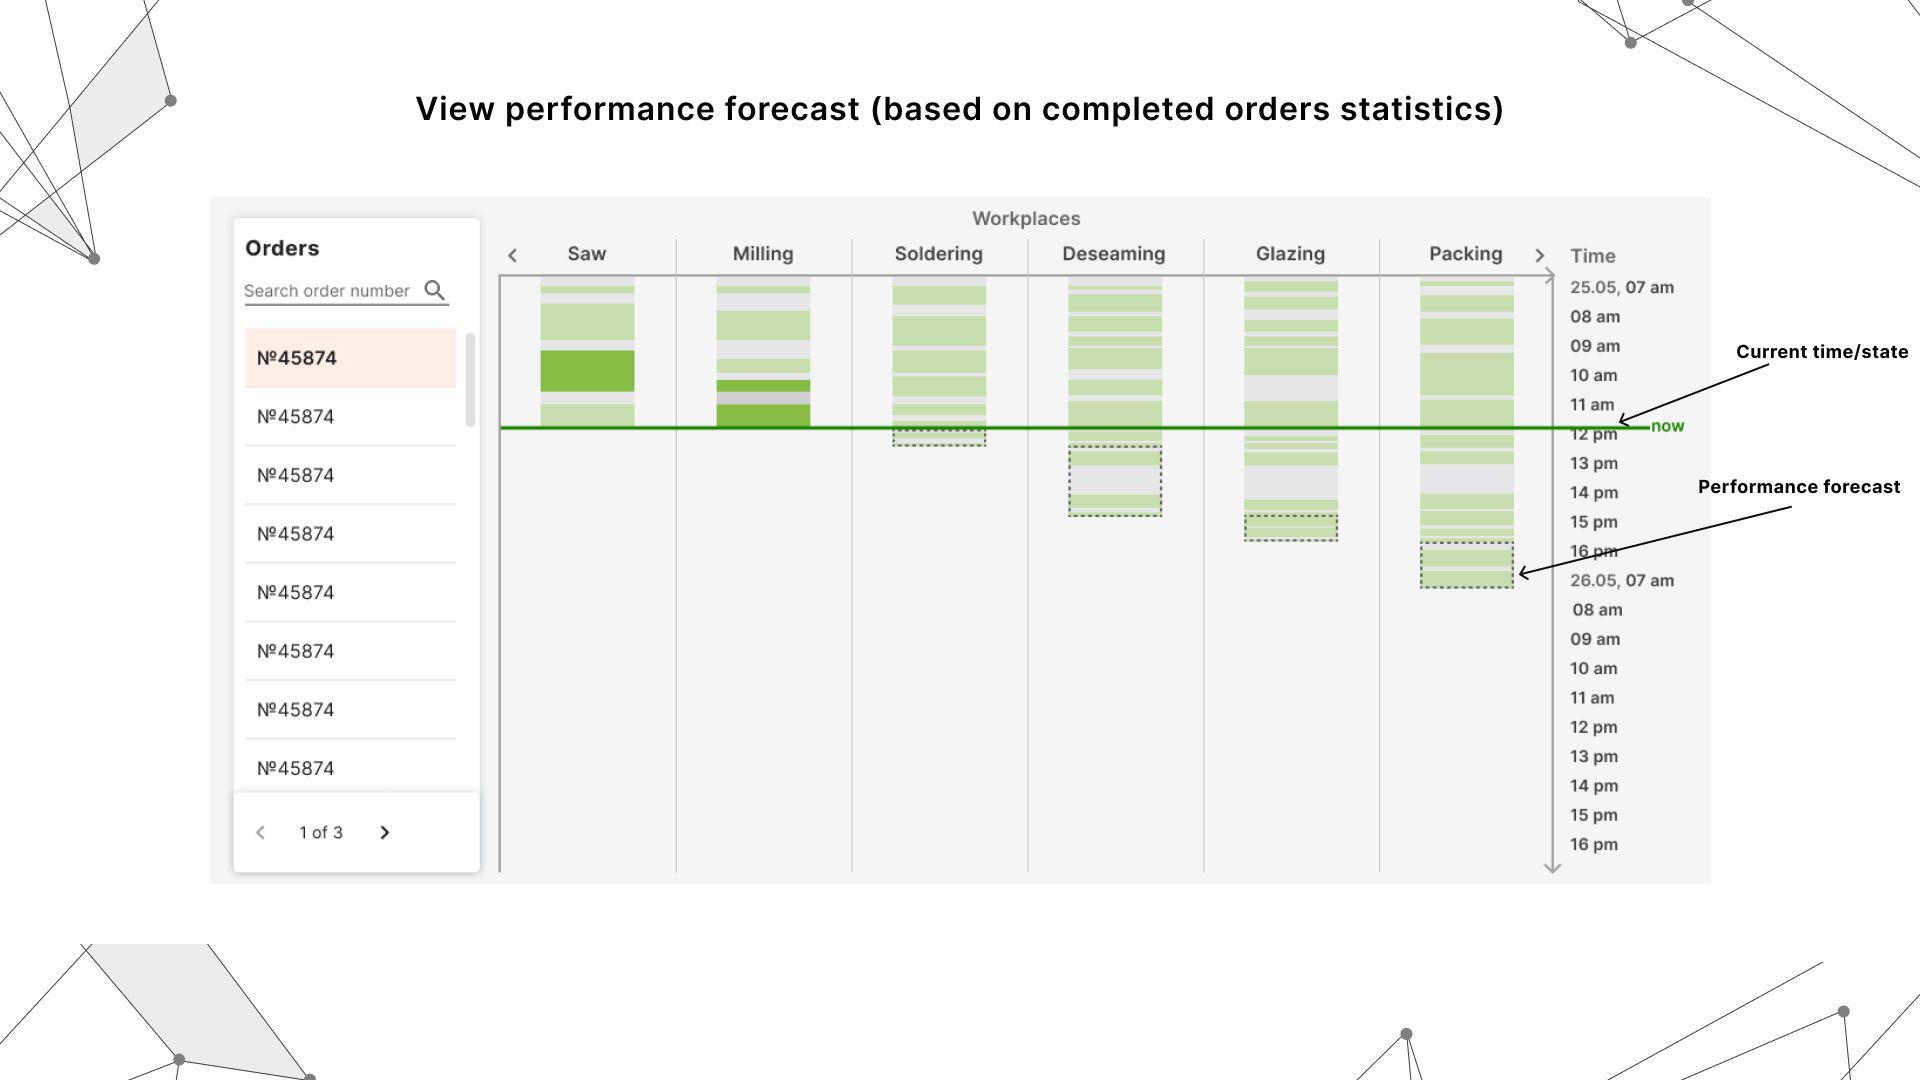 View performance forecast (based on completed orders statistics)
Orders
Search order number
№45874
№45874
№45874
№45874
№45874
№45874
№45874
№45874
1 of 3
Workplaces
Saw Milling Soldering Deseaming Glazing Packing
Time
25.05, 07 am
08 am
09 am
10 am
11 am
12 pm
13 pm
14 pm
15 pm
16 pm
26.05, 07 am
08 am
09 am
10 am
11 am
12 pm
13 pm
14 pm
15 pm
16 pm
now
Current time/state
Performance forecast